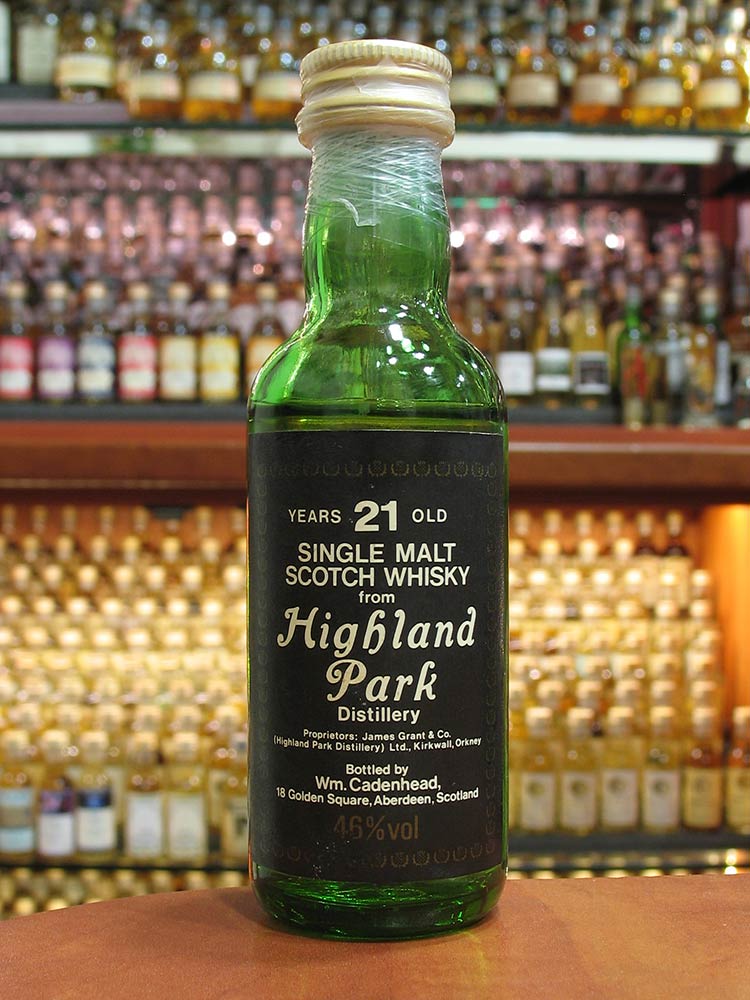 YEARS 21 OLD
SINGLE MALT
SCOTCH WHISKY
from
Highland
Park
Distillery
Proprietors: James Grant & Co.
(Highland Park Distillery) Ltd., Kirkwall, Orkney
Bottled by
Wm. Cadenhead,
18 Golden Square, Aberdeen, Scotland
46%vol